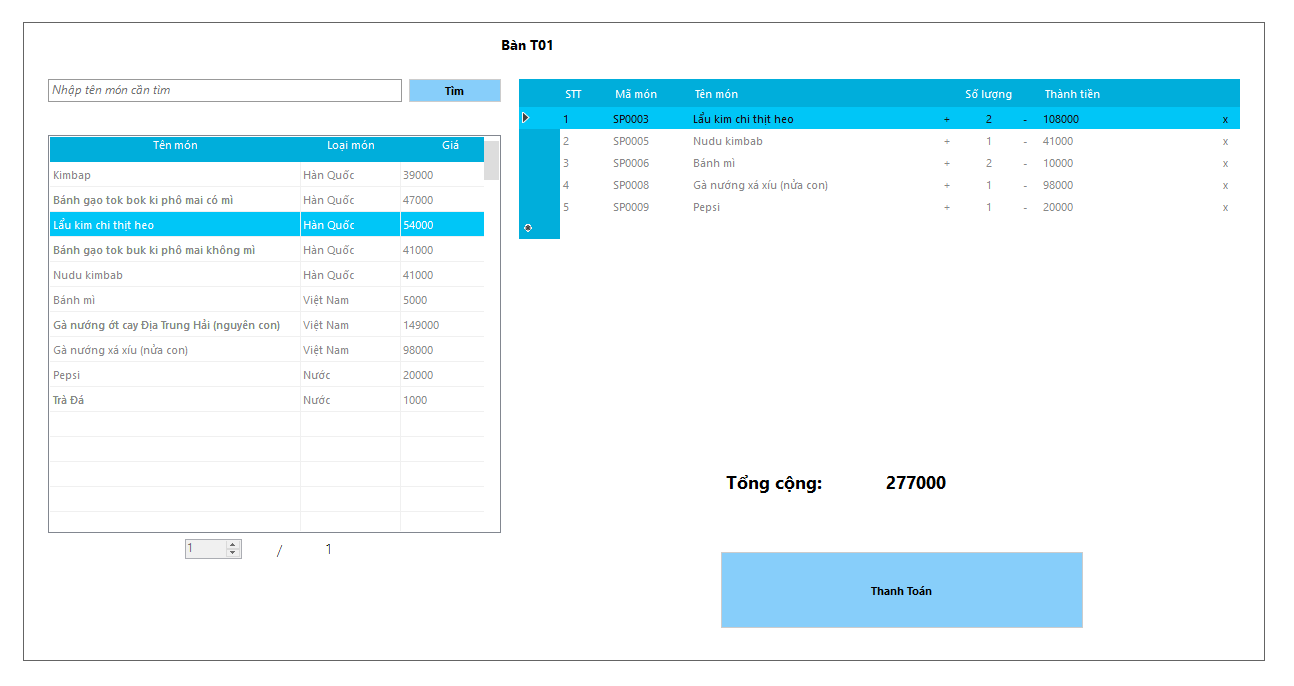 Bàn T01
Nhập tên món cần tìm
Tìm
Tên món Loại món Giá
Kimbap Hàn Quốc 39000
Bánh gạo tok bok ki phô mai có mì Hàn Quốc 47000
Lẩu kim chi thịt heo Hàn Quốc 54000
Bánh gạo tok buk ki phô mai không mì Hàn Quốc 41000
Nudu kimbab Hàn Quốc 41000
Bánh mì Việt Nam 5000
Gà nướng ớt cay Địa Trung Hải (nguyên con) Việt Nam 149000
Gà nướng xá xíu (nửa con) Việt Nam 98000
Pepsi Nước 20000
Trà Đá Nước 1000
1 / 1
STT Mã món Tên món Số lượng Thành tiền
1 SP0003 Lẩu kim chi thịt heo + 2 - 108000 x
2 SP0005 Nudu kimbab + 1 - 41000 x
3 SP0006 Bánh mì + 2 - 10000 x
4 SP0008 Gà nướng xá xíu (nửa con) + 1 - 98000 x
5 SP0009 Pepsi + 1 - 20000 x
Tổng cộng: 277000
Thanh Toán